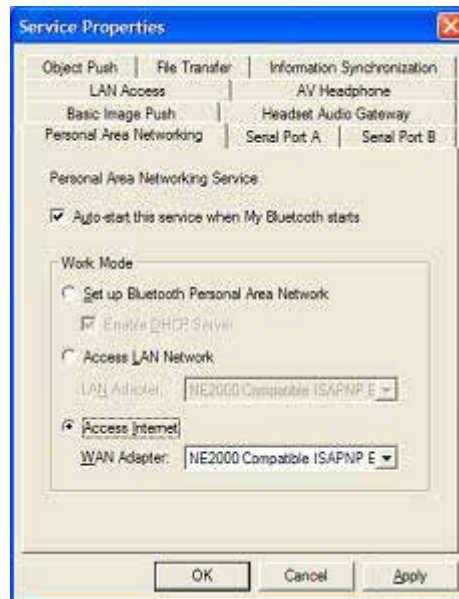 Service Properties
Object Push File Transfer Information Synchronization
LAN Access AV Headphone
Basic Image Push Headset Audio Gateway
Personal Area Networking Serial Port A Serial Port B
Personal Area Networking Service
Auto-start this service when My Bluetooth starts
Work Mode
Set up Bluetooth Personal Area Network
Enable DHCP Server
Access LAN Network
LAN Adapter: NE2000 Compatible ISAPNP E
Access Internet
WAN Adapter: NE2000 Compatible ISAPNP E
OK Cancel Apply